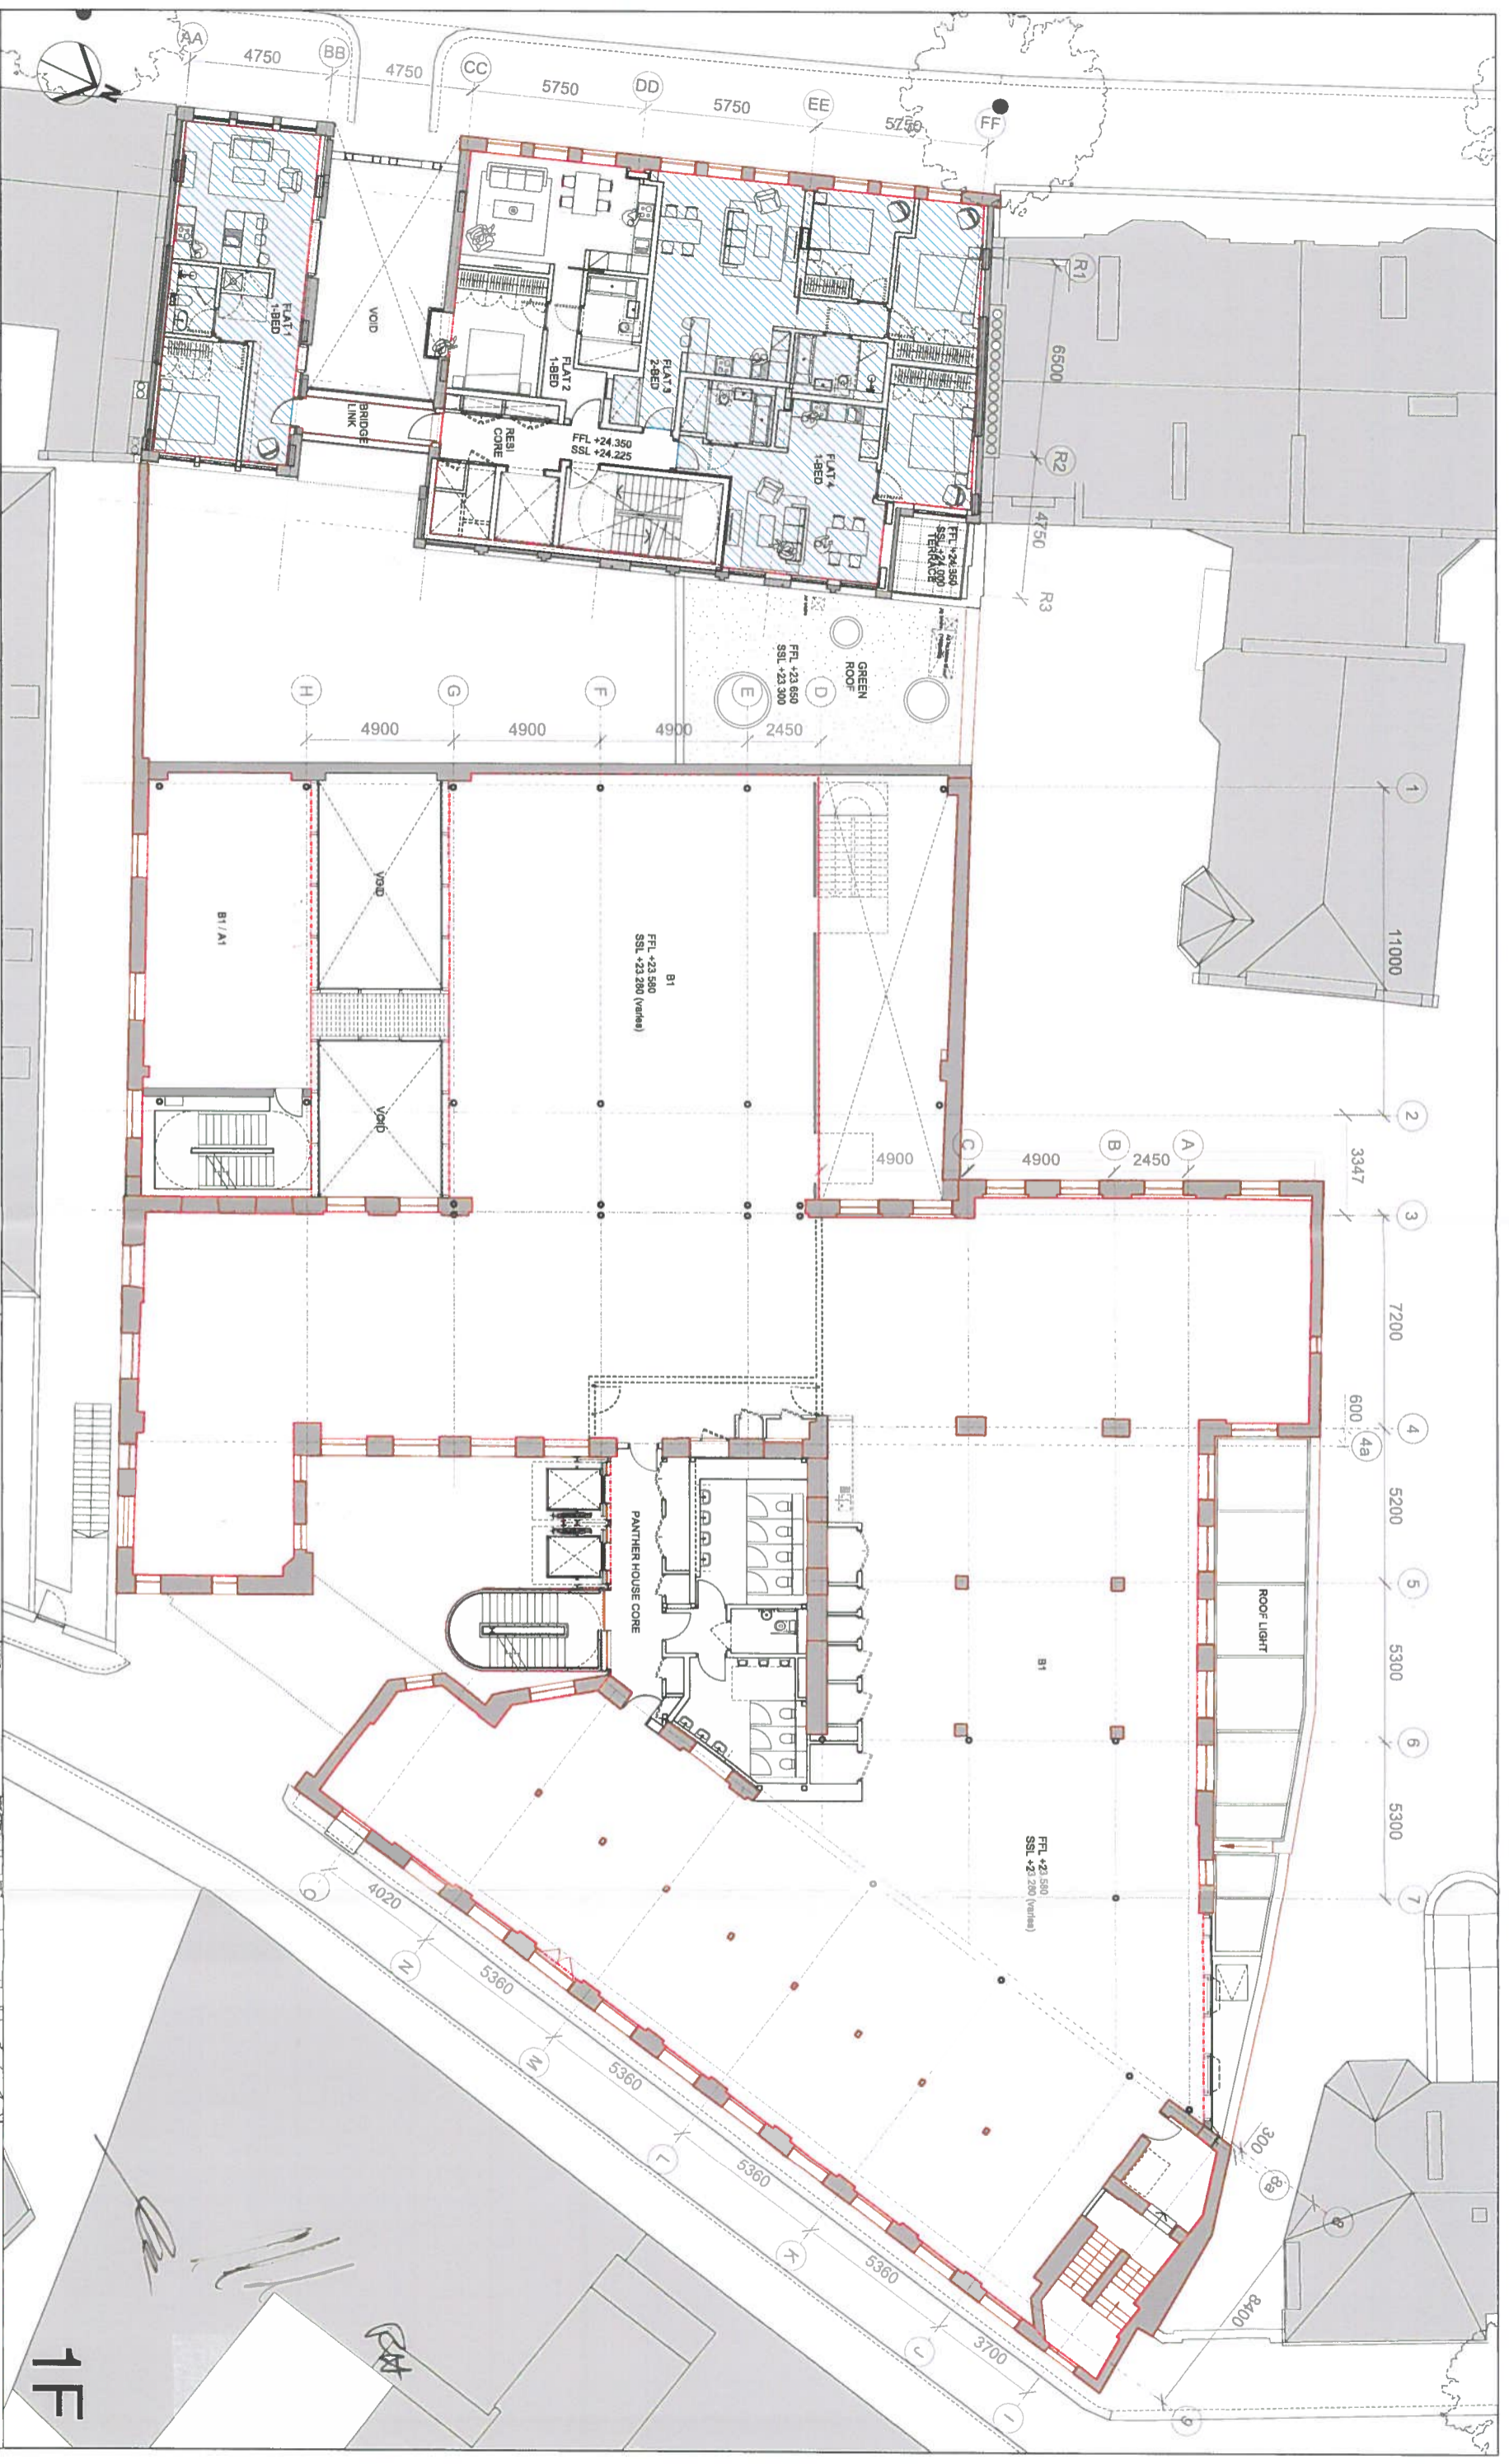 N
AA
4750
BB
4750
CC
5750
DD
5750
EE
5750
FF
R1
6500
R2
4750
R3
FLAT 1
1-BED
VOID
BRIDGE
LINK
FLAT 2
1-BED
FLAT 3
2-BED
RESI
CORE
FFL +24.350
SSL +24.225
FLAT 4
1-BED
FFL +24.350
SSL +24.000
TERRACE
GREEN
ROOF
FFL +23 650
SSL +23 300
H
4900
G
4900
F
4900
E
2450
D
1
11000
2
3347
3
7200
4
600
4a
5200
5
5300
6
5300
7
B1 / A1
VOID
VOID
B1
FFL +23 580
SSL +23.280 (varies)
4900
C
4900
B
2450
A
PANTHER HOUSE CORE
ROOF LIGHT
B1
FFL +23.580
SSL +23.280 (varies)
O
4020
N
5360
M
5360
L
5360
K
5360
J
3700
I
300
8a
8
8400
9
1F